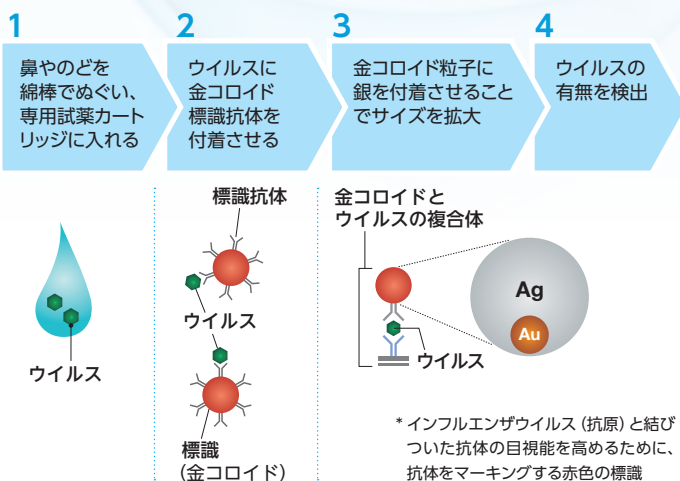 1
鼻やのどを
綿棒でぬぐい、
専用試薬カート
リッジに入れる
2
ウイルスに
金コロイド
標識抗体を
付着させる
3
金コロイド粒子に
銀を付着させること
でサイズを拡大
4
ウイルスの
有無を検出
ウイルス
標識抗体
ウイルス
標識
（金コロイド）
金コロイドと
ウイルスの複合体
ウイルス
Ag
Au
* インフルエンザウイルス（抗原）と結び
ついた抗体の目視能を高めるために、
抗体をマーキングする赤色の標識